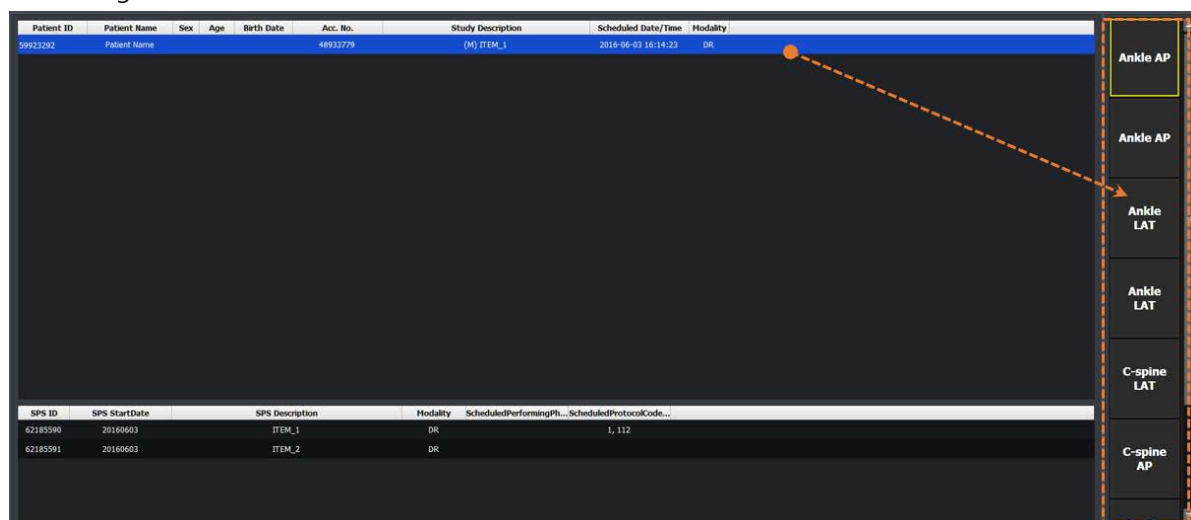 Patient ID Patient Name Sex Age Birth Date Acc. No. Study Description Scheduled Date/Time Modality
59923292 Patient Name 48933779 (M) ITEM_1 2016-06-03 16:14:23 DR
Ankle AP
Ankle AP
Ankle
LAT
Ankle
LAT
C-spine
LAT
C-spine
AP
SPS ID SPS StartDate SPS Description Modality ScheduledPerformingPh... ScheduledProtocolCode...
62185590 20160603 ITEM_1 DR 1, 112
62185591 20160603 ITEM_2 DR